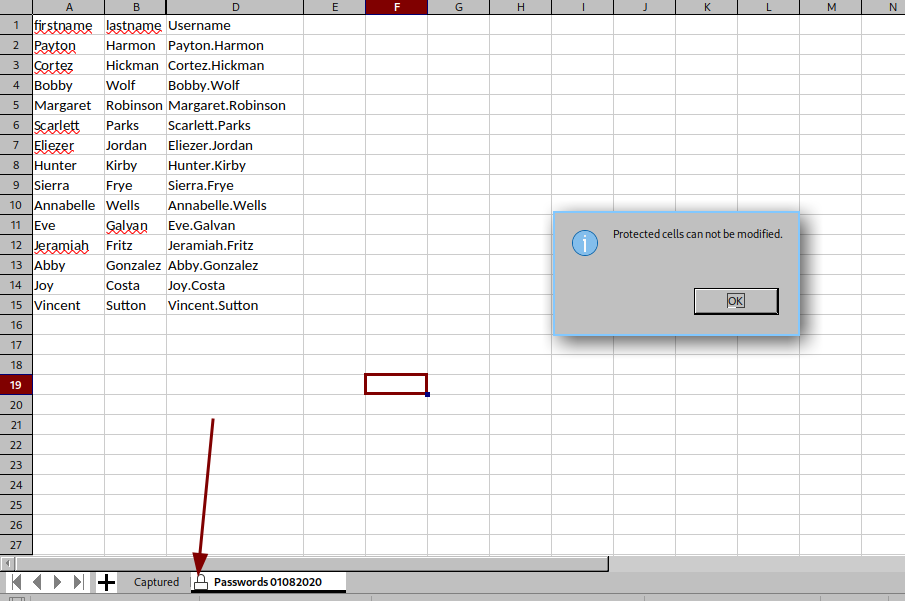 A B D E F G H I J K L M N
1 firstname lastname Username
2 Payton Harmon Payton.Harmon
3 Cortez Hickman Cortez.Hickman
4 Bobby Wolf Bobby.Wolf
5 Margaret Robinson Margaret.Robinson
6 Scarlett Parks Scarlett.Parks
7 Eliezer Jordan Eliezer.Jordan
8 Hunter Kirby Hunter.Kirby
9 Sierra Frye Sierra.Frye
10 Annabelle Wells Annabelle.Wells
11 Eve Galvan Eve.Galvan
12 Jeramiah Fritz Jeramiah.Fritz
13 Abby Gonzalez Abby.Gonzalez
14 Joy Costa Joy.Costa
15 Vincent Sutton Vincent.Sutton
16
17
18
19
20
21
22
23
24
25
26
27
Protected cells can not be modified.
OK
Captured Passwords 01082020